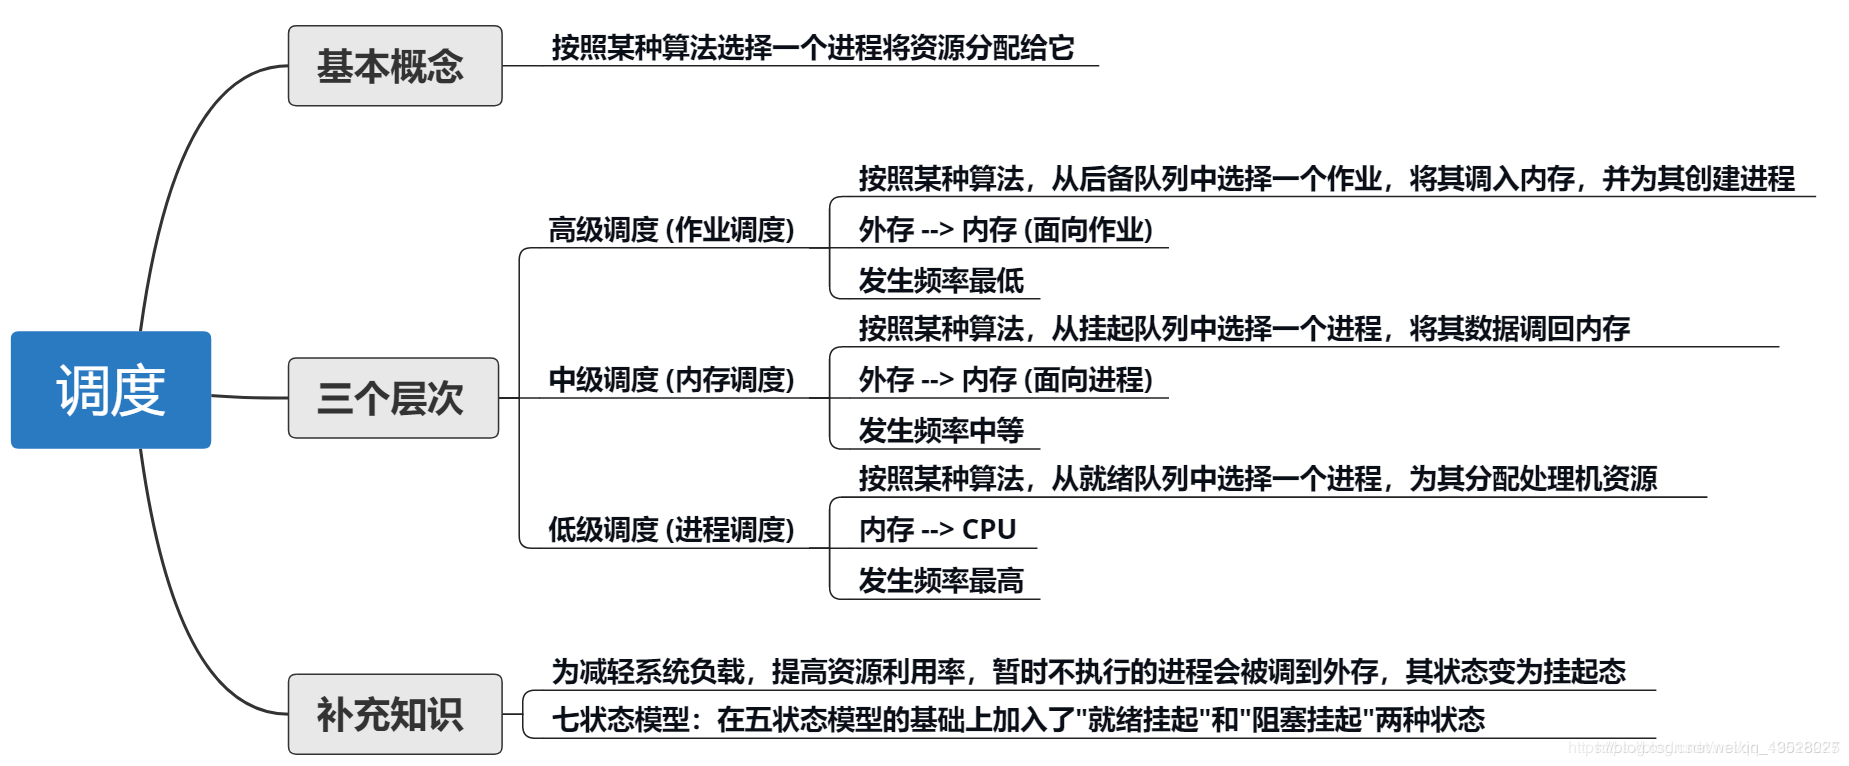 调度
基本概念
按照某种算法选择一个进程将资源分配给它
三个层次
高级调度 (作业调度)
按照某种算法，从后备队列中选择一个作业，将其调入内存，并为其创建进程
外存 --> 内存 (面向作业)
发生频率最低
中级调度 (内存调度)
按照某种算法，从挂起队列中选择一个进程，将其数据调回内存
外存 --> 内存 (面向进程)
发生频率中等
低级调度 (进程调度)
按照某种算法，从就绪队列中选择一个进程，为其分配处理机资源
内存 --> CPU
发生频率最高
补充知识
为减轻系统负载，提高资源利用率，暂时不执行的进程会被调到外存，其状态变为挂起态
七状态模型：在五状态模型的基础上加入了"就绪挂起"和"阻塞挂起"两种状态